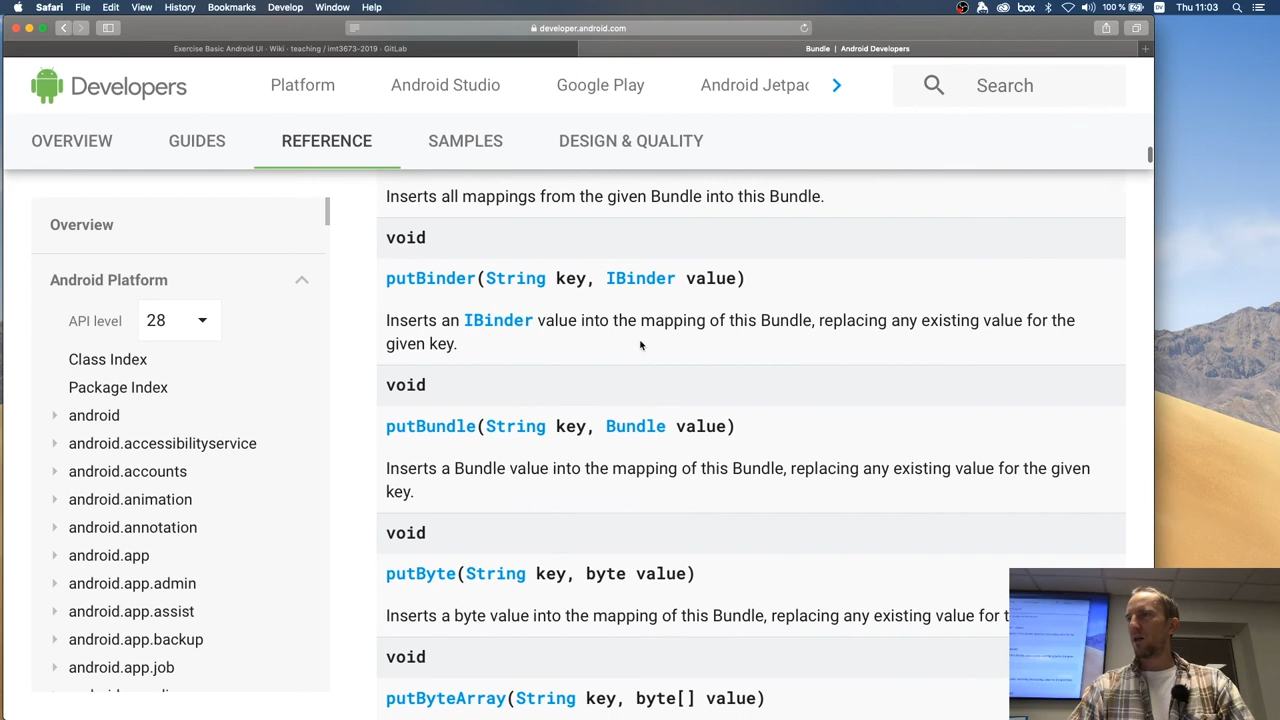 Safari File Edit View History Bookmarks Develop Window Help
box 100 % Thu 11:03
developer.android.com
Exercise Basic Android UI · Wiki · teaching / imt3673-2019 · GitLab
Bundle | Android Developers
Developers Platform Android Studio Google Play Android Jetpac Search
OVERVIEW GUIDES REFERENCE SAMPLES DESIGN & QUALITY
Overview
Android Platform
API level 28
Class Index
Package Index
android
android.accessibilityservice
android.accounts
android.animation
android.annotation
android.app
android.app.admin
android.app.assist
android.app.backup
android.app.job
Inserts all mappings from the given Bundle into this Bundle.
void
putBinder(String key, IBinder value)
Inserts an IBinder value into the mapping of this Bundle, replacing any existing value for the
given key.
void
putBundle(String key, Bundle value)
Inserts a Bundle value into the mapping of this Bundle, replacing any existing value for the given
key.
void
putByte(String key, byte value)
Inserts a byte value into the mapping of this Bundle, replacing any existing value for t
void
putByteArray(String key, byte[] value)